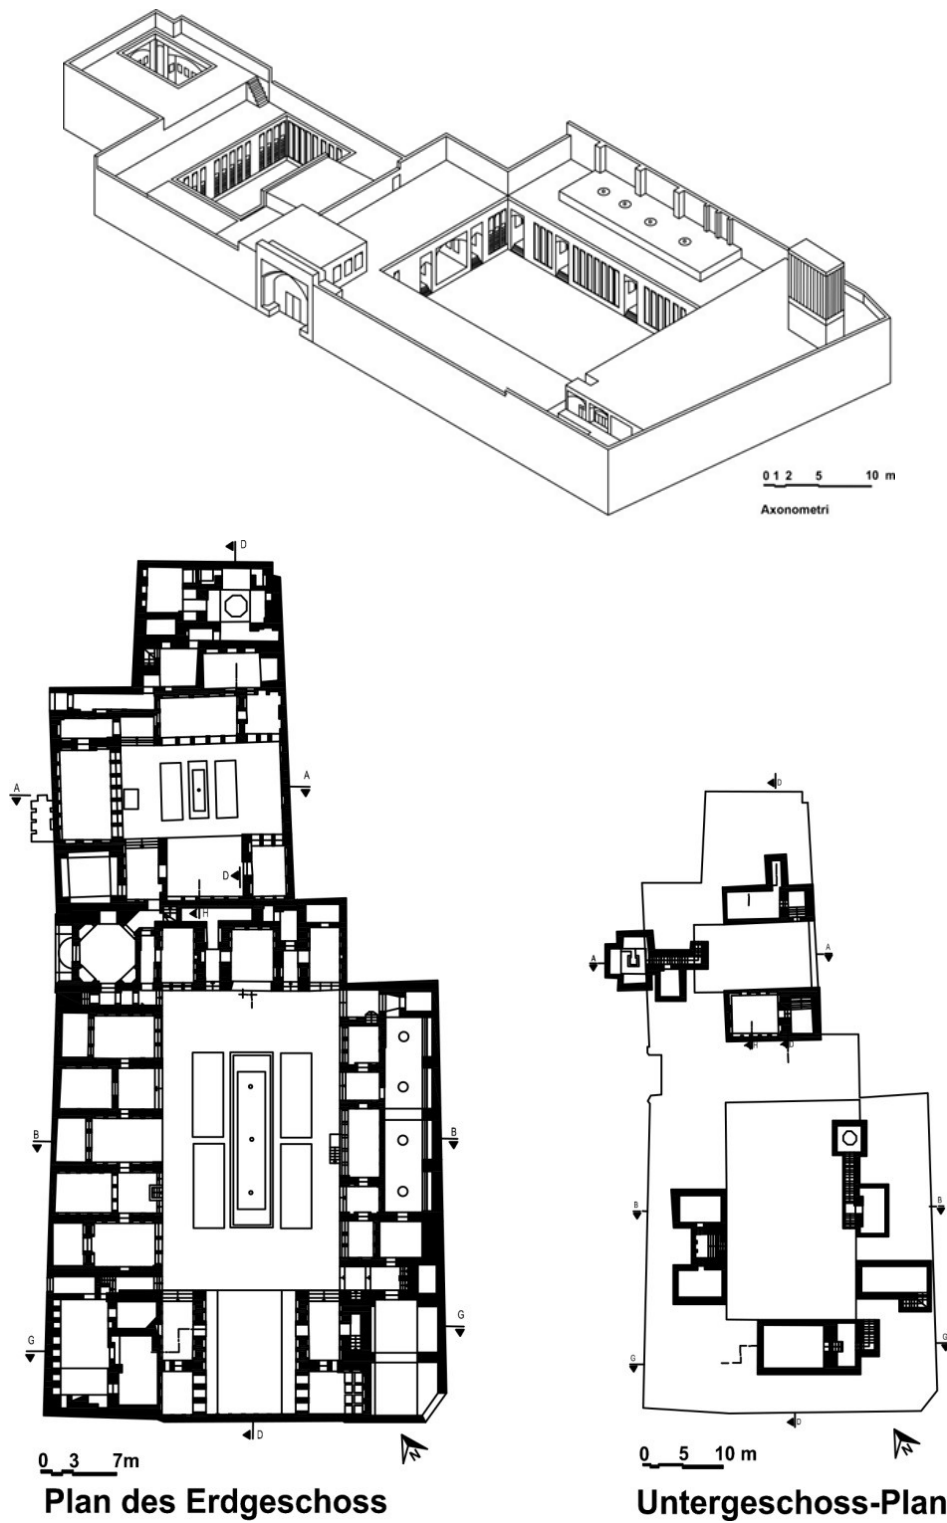 0 1 2 5 10 m
Axonometri
D
A
A
D
H
B
B
G
G
D
N
0 3 7m
Plan des Erdgeschoss
D
A
A
H
D
B
B
G
G
D
N
0 5 10 m
Untergeschoss-Plan